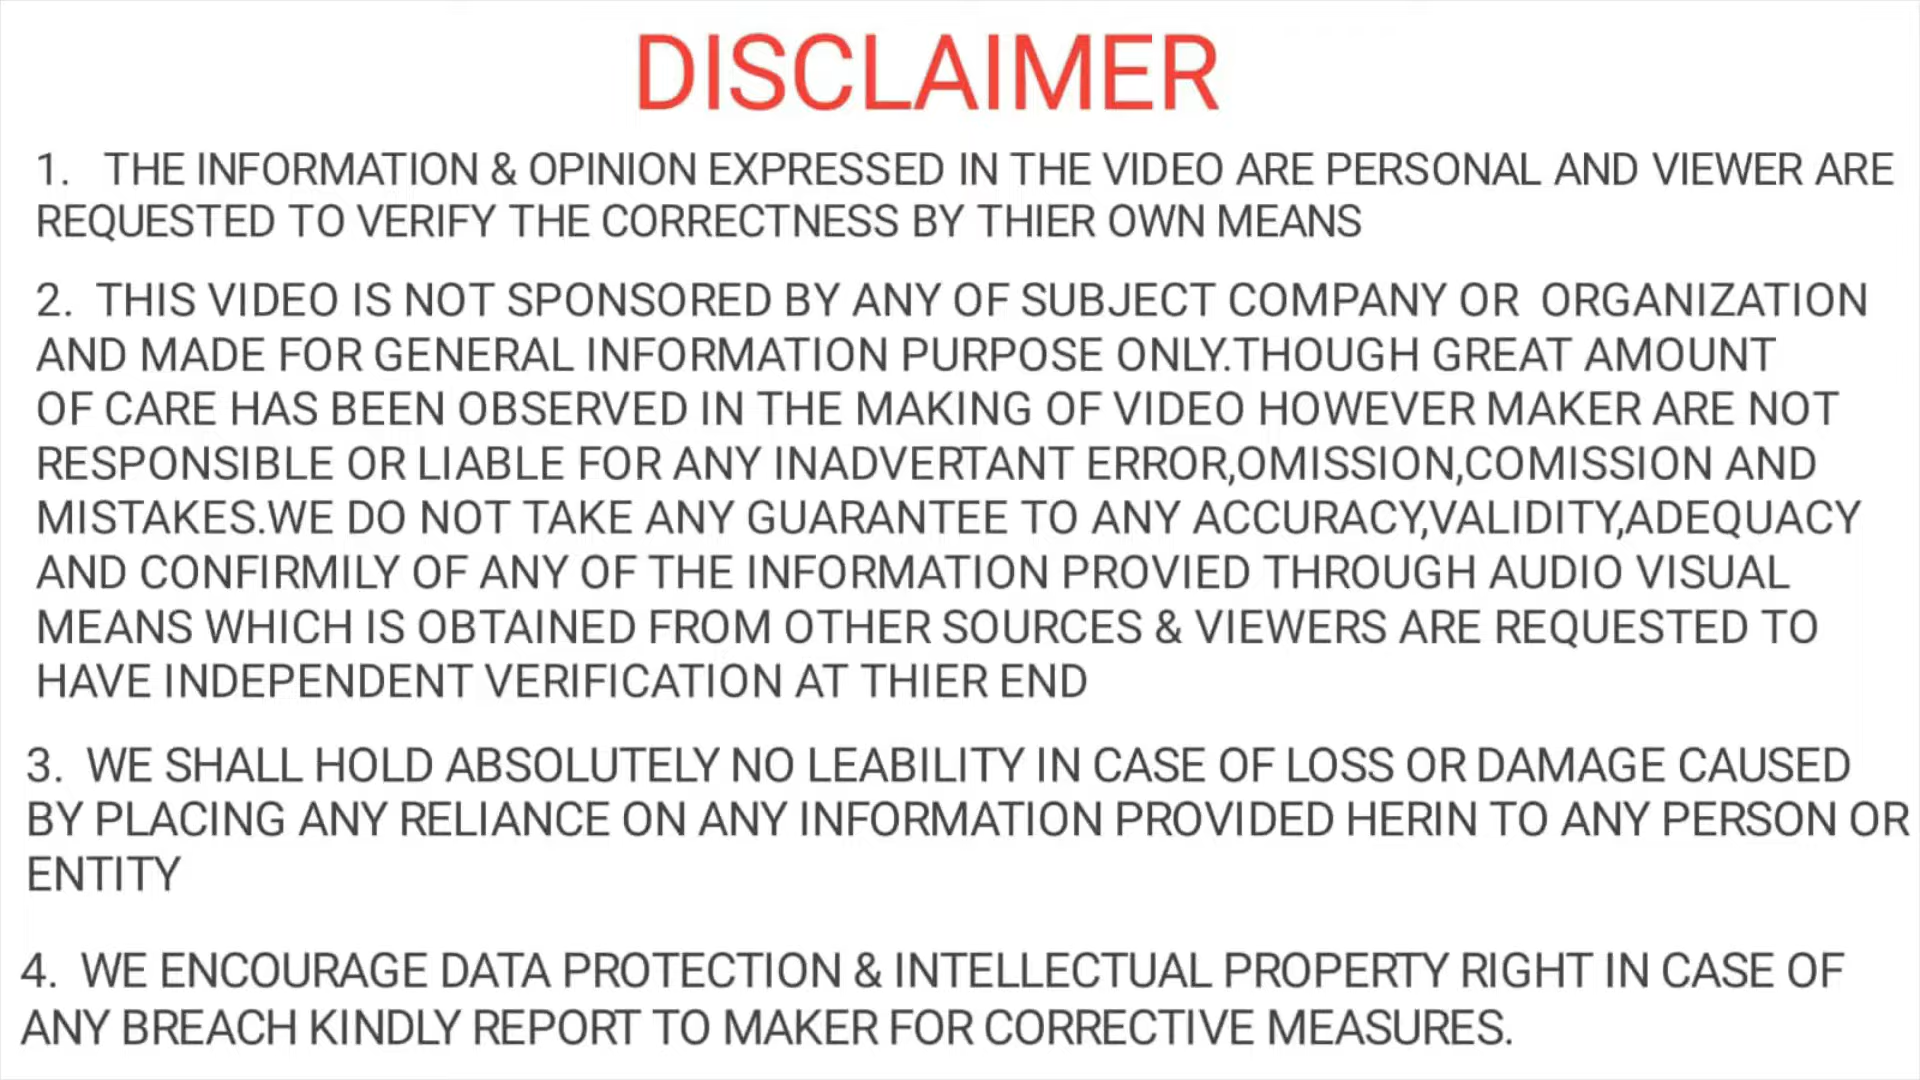 DISCLAIMER
1. THE INFORMATION & OPINION EXPRESSED IN THE VIDEO ARE PERSONAL AND VIEWER ARE
REQUESTED TO VERIFY THE CORRECTNESS BY THIER OWN MEANS
2. THIS VIDEO IS NOT SPONSORED BY ANY OF SUBJECT COMPANY OR ORGANIZATION
AND MADE FOR GENERAL INFORMATION PURPOSE ONLY.THOUGH GREAT AMOUNT
OF CARE HAS BEEN OBSERVED IN THE MAKING OF VIDEO HOWEVER MAKER ARE NOT
RESPONSIBLE OR LIABLE FOR ANY INADVERTANT ERROR,OMISSION,COMISSION AND
MISTAKES.WE DO NOT TAKE ANY GUARANTEE TO ANY ACCURACY,VALIDITY,ADEQUACY
AND CONFIRMILY OF ANY OF THE INFORMATION PROVIED THROUGH AUDIO VISUAL
MEANS WHICH IS OBTAINED FROM OTHER SOURCES & VIEWERS ARE REQUESTED TO
HAVE INDEPENDENT VERIFICATION AT THIER END
3. WE SHALL HOLD ABSOLUTELY NO LEABILITY IN CASE OF LOSS OR DAMAGE CAUSED
BY PLACING ANY RELIANCE ON ANY INFORMATION PROVIDED HERIN TO ANY PERSON OR
ENTITY
4. WE ENCOURAGE DATA PROTECTION & INTELLECTUAL PROPERTY RIGHT IN CASE OF
ANY BREACH KINDLY REPORT TO MAKER FOR CORRECTIVE MEASURES.